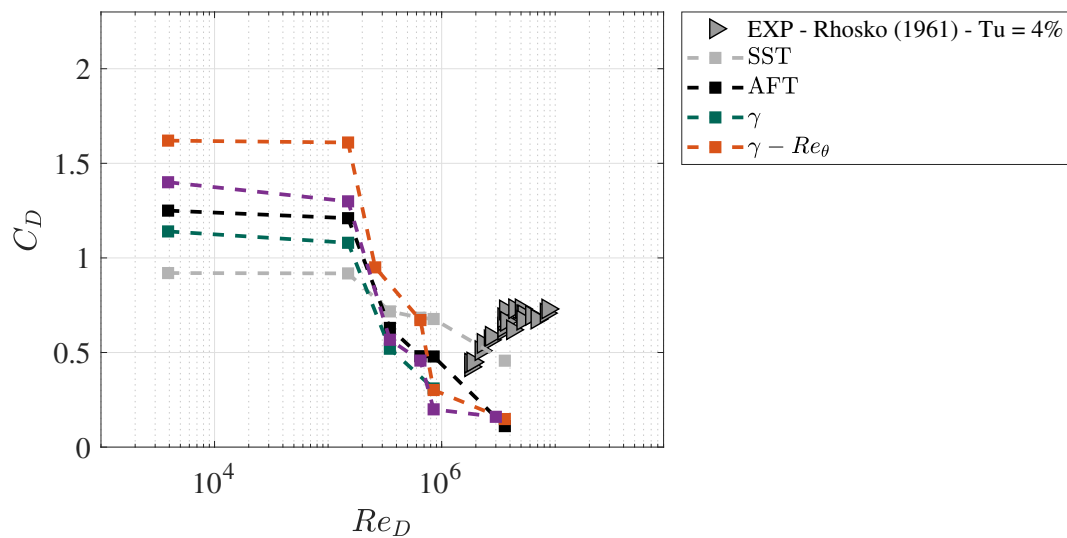 EXP - Rhosko (1961) - Tu = 4%
SST
AFT
γ
γ − Re_θ
2
1.5
1
0.5
0
C_D
10^4
10^6
Re_D